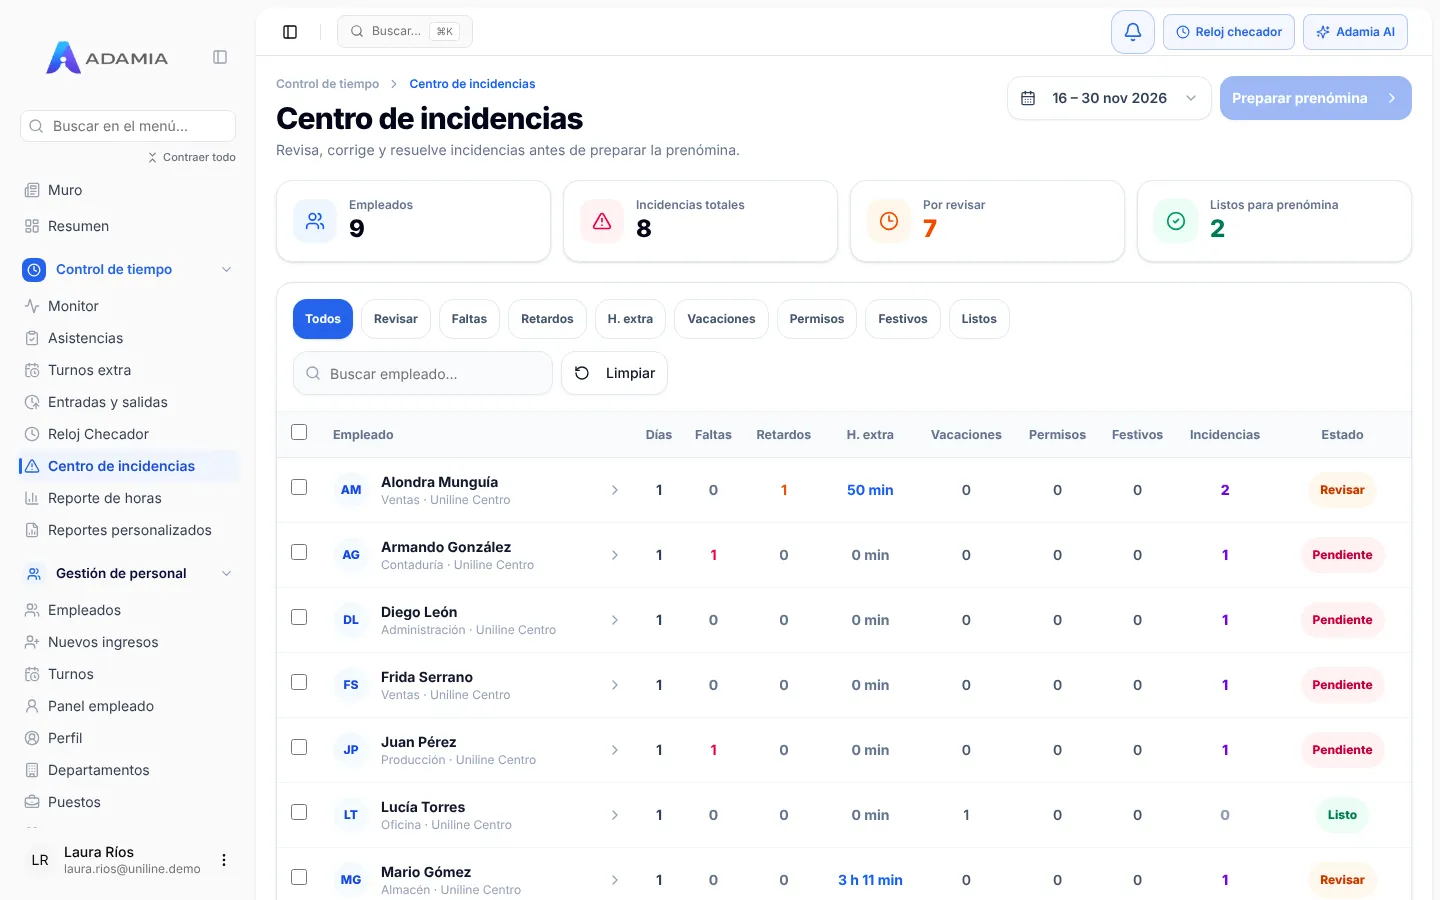 ADAMIA
Buscar en el menú...
Contraer todo
Muro
Resumen
Control de tiempo
Monitor
Asistencias
Turnos extra
Entradas y salidas
Reloj Checador
Centro de incidencias
Reporte de horas
Reportes personalizados
Gestión de personal
Empleados
Nuevos ingresos
Turnos
Panel empleado
Perfil
Departamentos
Puestos
LR Laura Ríos
laura.rios@uniline.demo
Buscar... ⌘K
Reloj checador
Adamia AI
Control de tiempo > Centro de incidencias
Centro de incidencias
Revisa, corrige y resuelve incidencias antes de preparar la prenómina.
16 – 30 nov 2026
Preparar prenómina
Empleados
9
Incidencias totales
8
Por revisar
7
Listos para prenómina
2
Todos Revisar Faltas Retardos H. extra Vacaciones Permisos Festivos Listos
Buscar empleado...
Limpiar
Empleado Días Faltas Retardos H. extra Vacaciones Permisos Festivos Incidencias Estado
AM Alondra Munguía 1 0 1 50 min 0 0 0 2 Revisar
Ventas · Uniline Centro
AG Armando González 1 1 0 0 min 0 0 0 1 Pendiente
Contaduría · Uniline Centro
DL Diego León 1 0 0 0 min 0 0 0 1 Pendiente
Administración · Uniline Centro
FS Frida Serrano 1 0 0 0 min 0 0 0 1 Pendiente
Ventas · Uniline Centro
JP Juan Pérez 1 1 0 0 min 0 0 0 1 Pendiente
Producción · Uniline Centro
LT Lucía Torres 1 0 0 0 min 1 0 0 0 Listo
Oficina · Uniline Centro
MG Mario Gómez 1 0 0 3 h 11 min 0 0 0 1 Revisar
Almacén · Uniline Centro